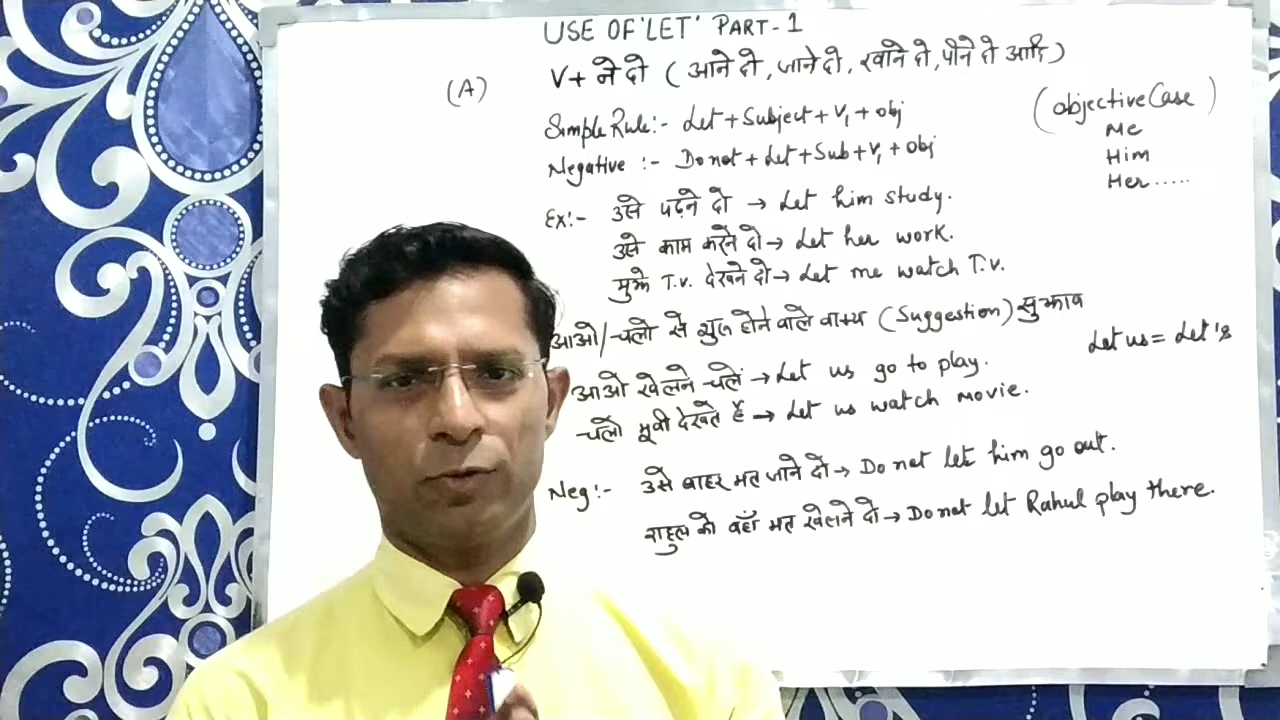 USE OF 'LET' PART-1
(A) V+ ने दो ( आने दो, जाने दो, खाने दो, पीने दो आदि)
Simple Rule:- Let + Subject + V₁ + obj
Negative :- Do not + Let + Sub + V₁ + Obj
(objective Case)
Me
Him
Her.....
Ex:- उसे पढ़ने दो → Let him study.
उसे काम करने दो → Let her work.
मुझे T.V. देखने दो → Let me watch T.V.
आओ/चलो से शुरू होने वाले वाक्य (Suggestion) सुझाव
Let us = Let's
आओ खेलने चलें → Let us go to play.
चलो मूवी देखते हैं → Let us watch movie.
Neg:- उसे बाहर मत जाने दो → Do not let him go out.
राहुल को वहाँ मत खेलने दो → Do not let Rahul play there.